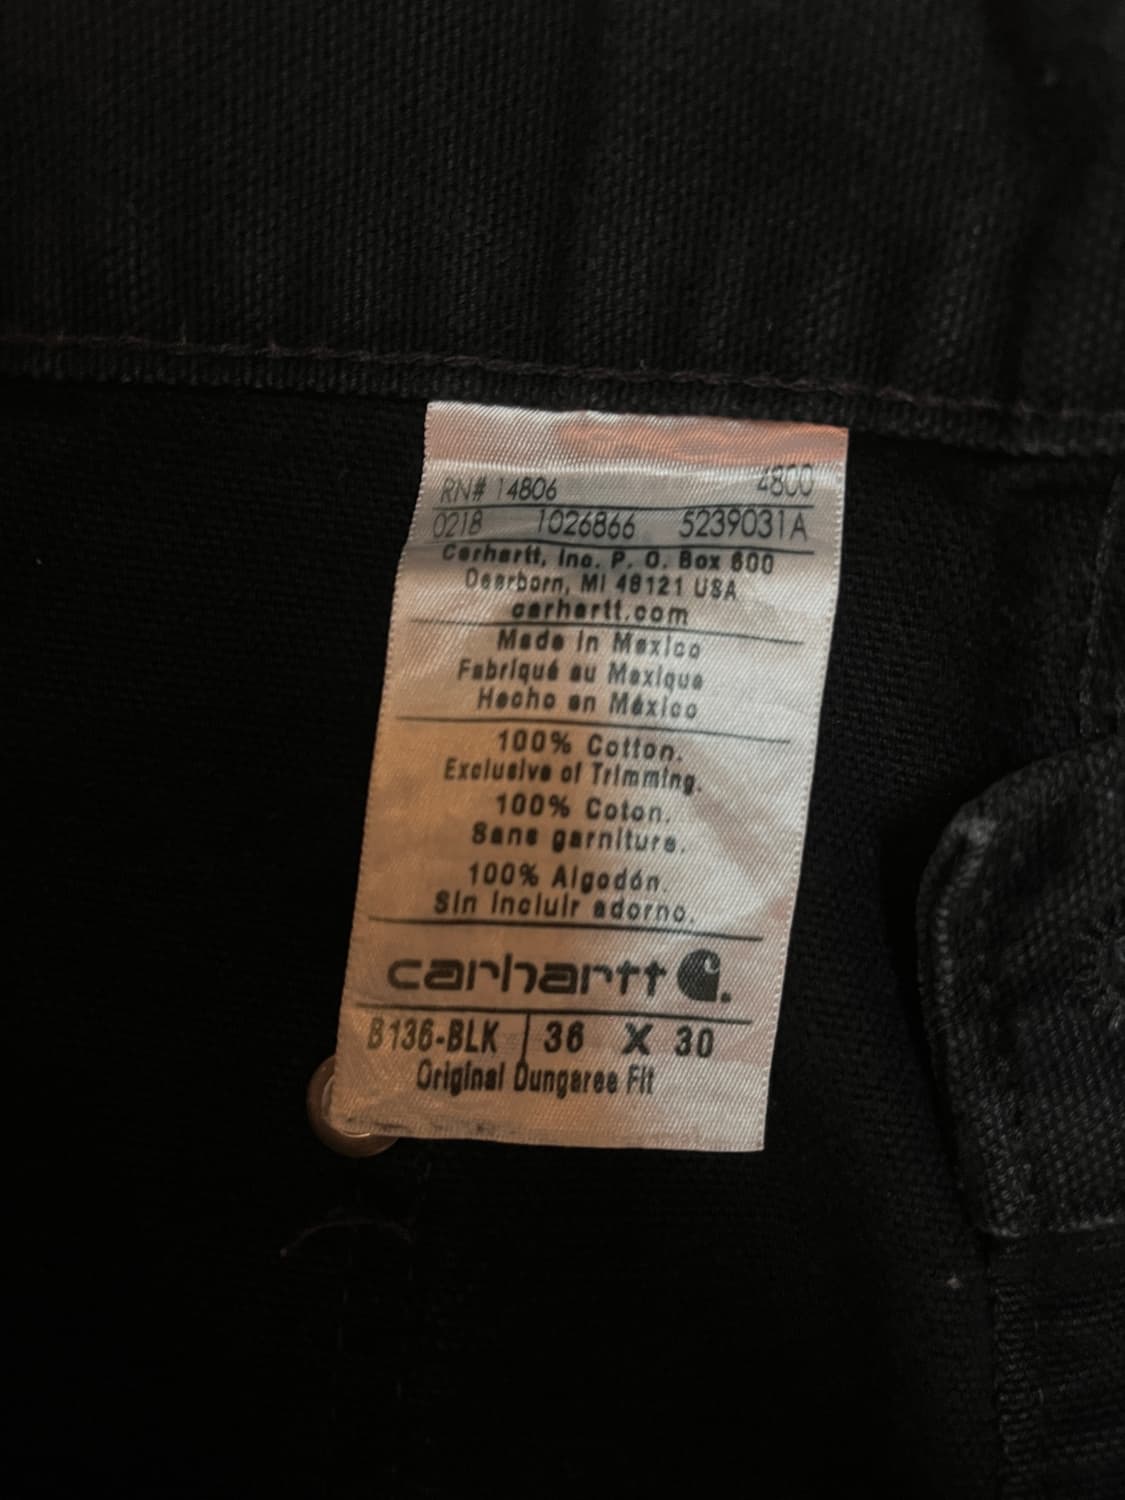 RN# 14806 4800
0218 1026866 5239031A
Carhartt, Inc. P. O. Box 600
Dearborn, MI 48121 USA
carhartt.com
Made in Mexico
Fabriqué au Mexique
Hecho en México
100% Cotton.
Exclusive of Trimming.
100% Coton.
Sans garniture.
100% Algodón.
Sin incluir adorno.
carhartt
B136-BLK 36 X 30
Original Dungaree Fit